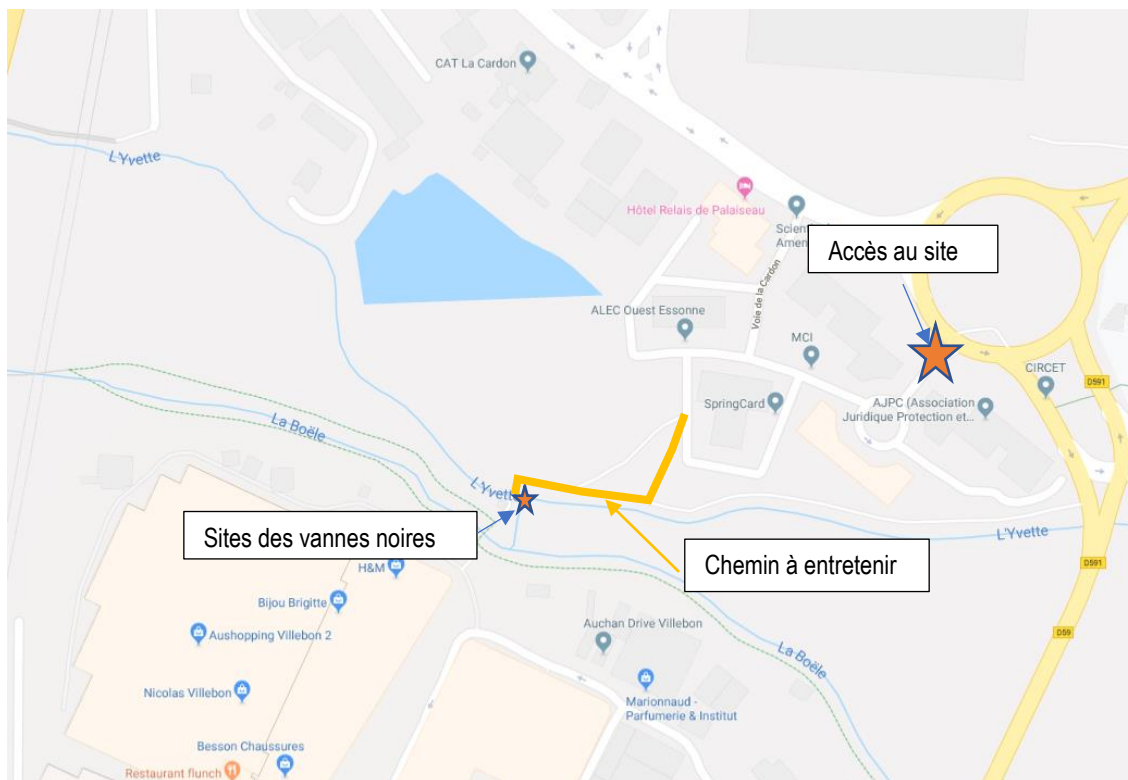 CAT La Cardon
L'Yvette
Hôtel Relais de Palaiseau
Accès au site
Voie de la Cardon
ALEC Ouest Essonne
MCI
CIRCET
D591
SpringCard
AJPC (Association
Juridique Protection et...
La Boële
L'Yvette
Sites des vannes noires
L'Yvette
Chemin à entretenir
D591
H&M
Bijou Brigitte
Aushopping Villebon 2
Auchan Drive Villebon
D59
La Boële
Nicolas Villebon
Marionnaud -
Parfumerie & Institut
Besson Chaussures
Restaurant flunch